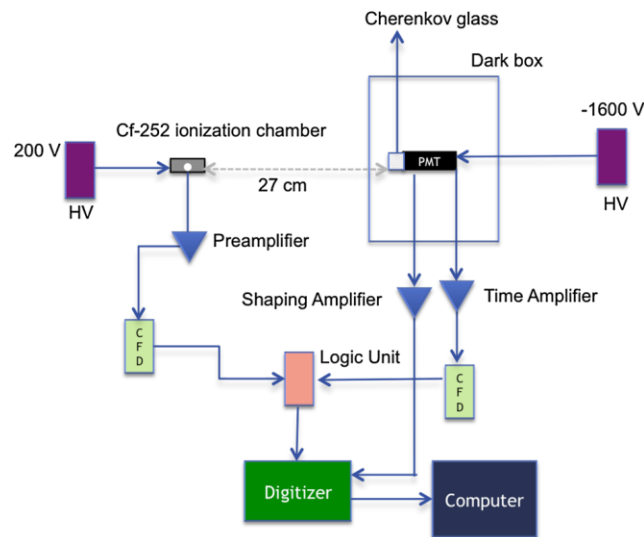 Cherenkov glass
Dark box
-1600 V
Cf-252 ionization chamber
200 V
PMT
27 cm
HV
HV
Preamplifier
Shaping Amplifier
Time Amplifier
C
F
D
Logic Unit
C
F
D
Digitizer
Computer